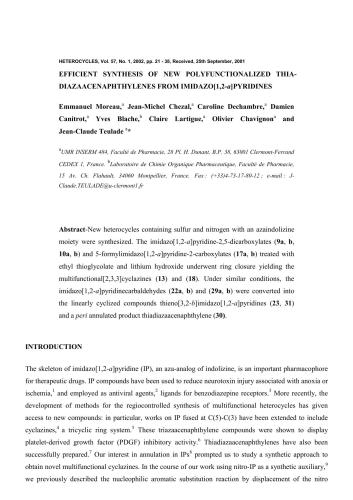 HETEROCYCLES, Vol. 57, No. 1, 2002, pp. 21 - 38, Received, 25th September, 2001
EFFICIENT SYNTHESIS OF NEW POLYFUNCTIONALIZED THIA-
DIAZAACENAPHTHYLENES FROM IMIDAZO[1,2-a]PYRIDINES
Emmanuel Moreau,a Jean-Michel Chezal,a Caroline Dechambre,a Damien
Canitrot,a Yves Blache,b Claire Lartigue,a Olivier Chavignon a and
Jean-Claude Teulade a*
aUMR INSERM 484, Faculté de Pharmacie, 28 Pl. H. Dunant, B.P. 38, 63001 Clermont-Ferrand
CEDEX 1, France. bLaboratoire de Chimie Organique Pharmaceutique, Faculté de Pharmacie,
15 Av. Ch. Flahault, 34060 Montpellier, France. Fax : (+33)4-73-17-80-12 ; e-mail : J-
Claude.TEULADE@u-clermont1.fr
Abstract-New heterocycles containing sulfur and nitrogen with an azaindolizine
moiety were synthesized. The imidazo[1,2-a]pyridine-2,5-dicarboxylates (9a, b,
10a, b) and 5-formylimidazo[1,2-a]pyridine-2-carboxylates (17a, b) treated with
ethyl thioglycolate and lithium hydroxide underwent ring closure yielding the
multifunctional[2,3,3]cyclazines (13) and (18). Under similar conditions, the
imidazo[1,2-a]pyridinecarbaldehydes (22a, b) and (29a, b) were converted into
the linearly cyclized compounds thieno[3,2-b]imidazo[1,2-a]pyridines (23, 31)
and a peri annulated product thiadiazaacenaphthylene (30).
INTRODUCTION
The skeleton of imidazo[1,2-a]pyridine (IP), an aza-analog of indolizine, is an important pharmacophore
for therapeutic drugs. IP compounds have been used to reduce neurotoxin injury associated with anoxia or
ischemia,1 and employed as antiviral agents,2 ligands for benzodiazepine receptors.3 More recently, the
development of methods for the regiocontrolled synthesis of multifunctional heterocycles has given
access to new compounds: in particular, works on IP fused at C(5)-C(3) have been extended to include
cyclazines,4 a tricyclic ring system.5 These triazaacenaphthylene compounds were shown to display
platelet-derived growth factor (PDGF) inhibitory activity.6 Thiadiazaacenaphthylenes have also been
successfully prepared.7 Our interest in annulation in IPs8 prompted us to study a synthetic approach to
obtain novel multifunctional cyclazines. In the course of our work using nitro-IP as a synthetic auxiliary,9
we previously described the nucleophilic aromatic substitution reaction by displacement of the nitro